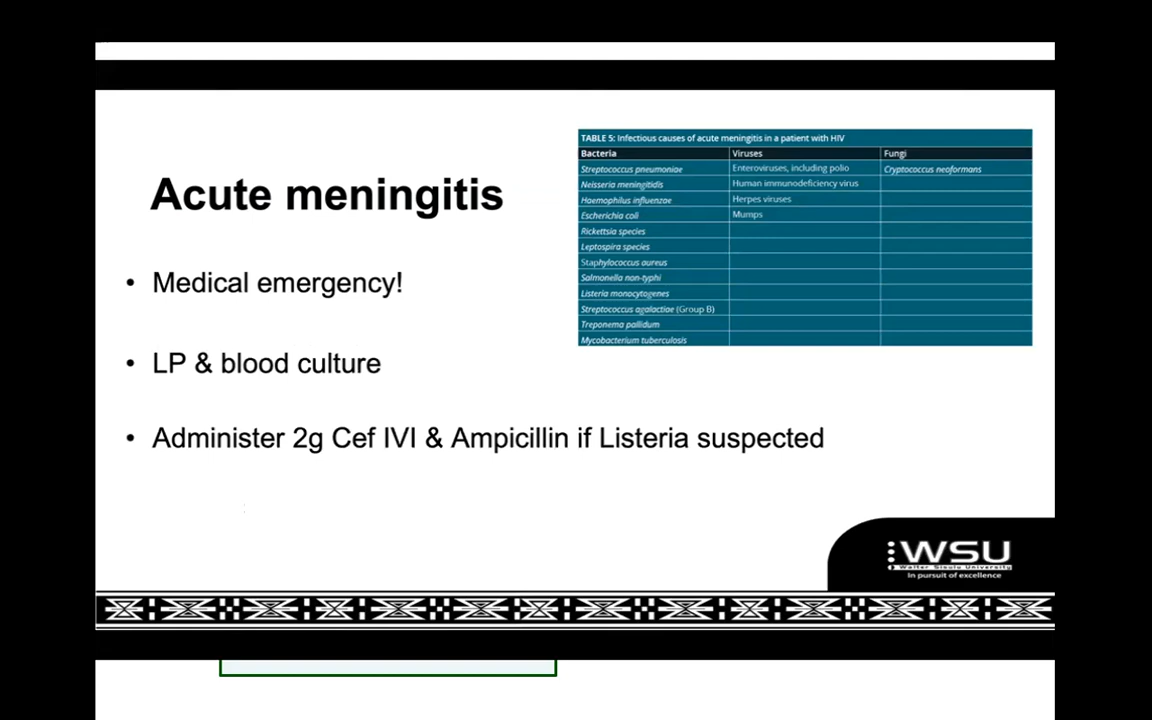 TABLE 5: Infectious causes of acute meningitis in a patient with HIV
Bacteria Viruses Fungi
Streptococcus pneumoniae Enteroviruses, including polio Cryptococcus neoformans
Neisseria meningitidis Human immunodeficiency virus
Haemophilus influenzae Herpes viruses
Escherichia coli Mumps
Rickettsia species
Leptospira species
Staphylococcus aureus
Salmonella non-typhi
Listeria monocytogenes
Streptococcus agalactiae (Group B)
Treponema pallidum
Mycobacterium tuberculosis
Acute meningitis
• Medical emergency!
• LP & blood culture
• Administer 2g Cef IVI & Ampicillin if Listeria suspected
WSU
Walter Sisulu University
In pursuit of excellence